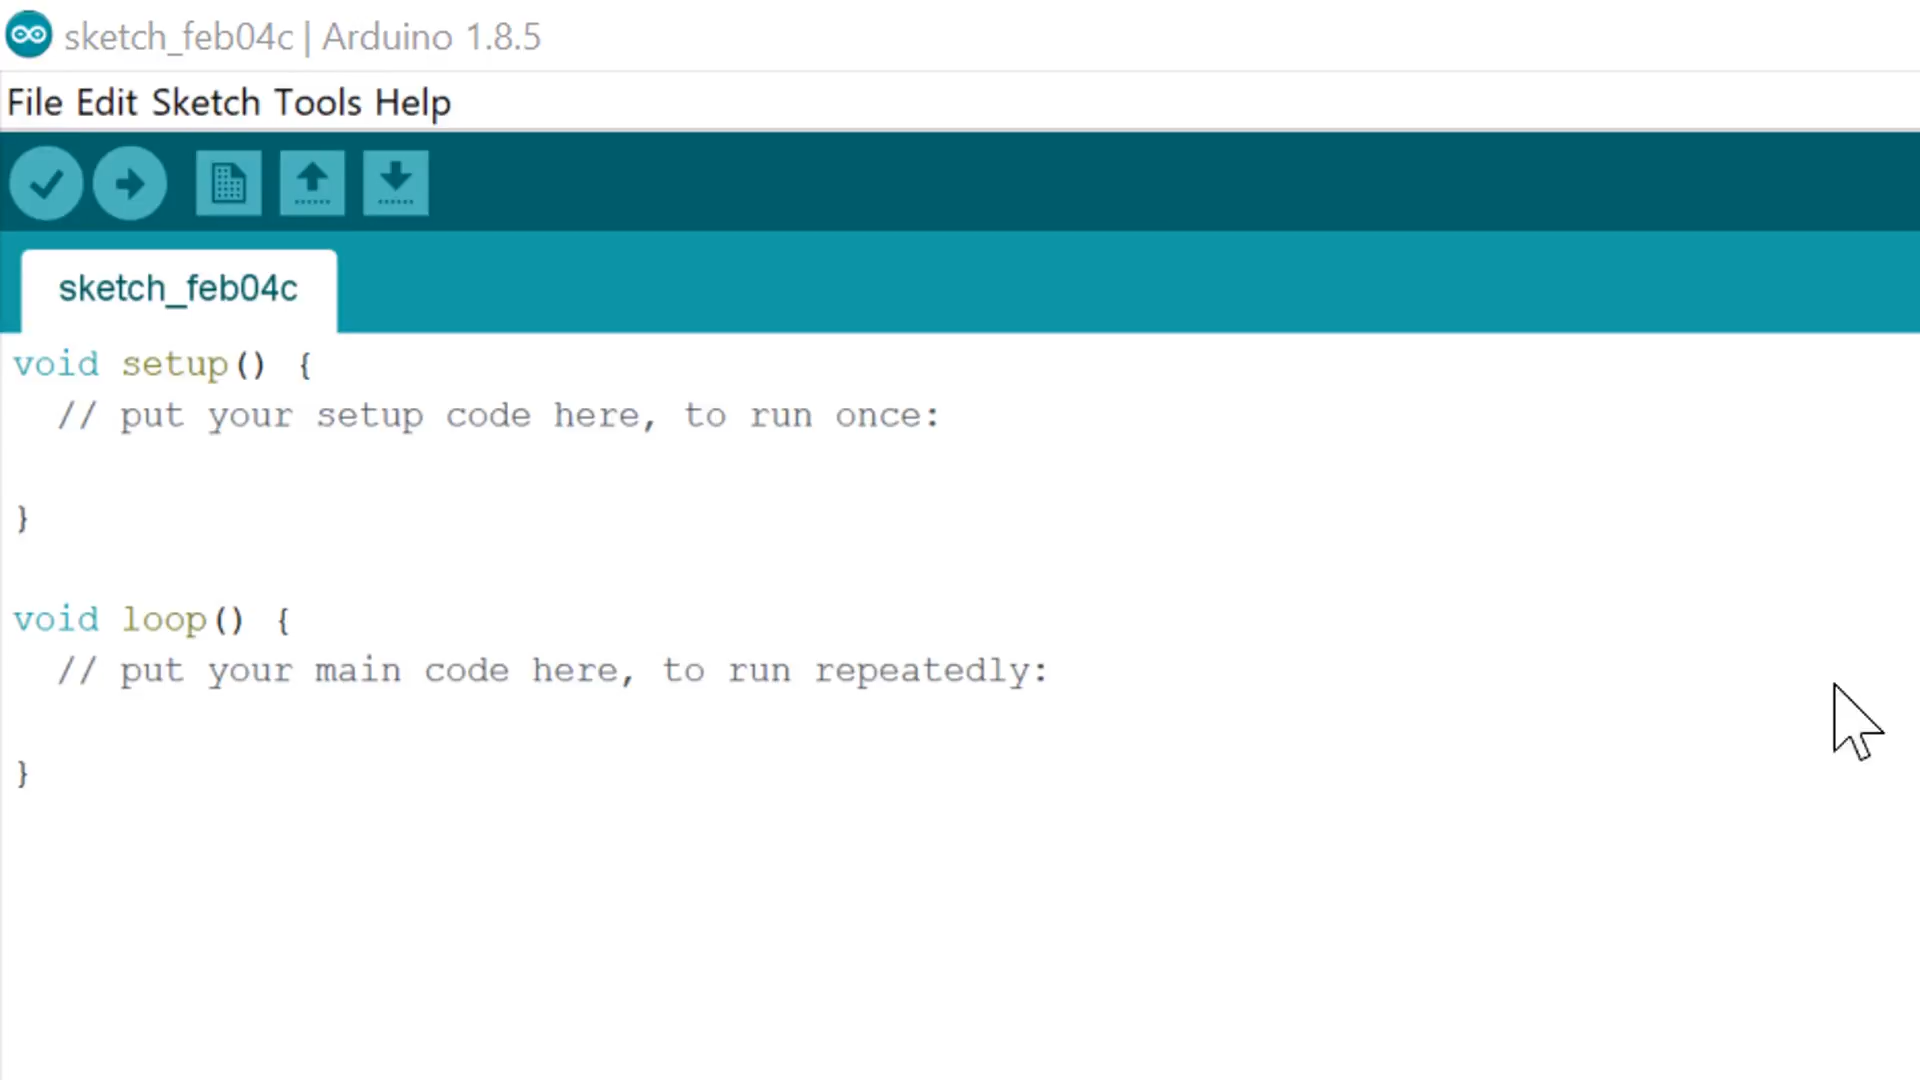 sketch_feb04c | Arduino 1.8.5
File Edit Sketch Tools Help
sketch_feb04c
void setup() {
  // put your setup code here, to run once:
}
void loop() {
  // put your main code here, to run repeatedly:
}